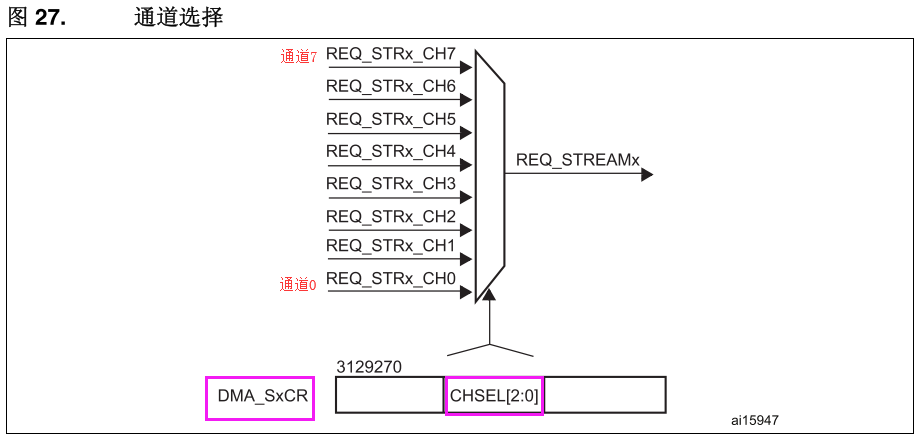 图 27. 通道选择
通道7 REQ_STRx_CH7
REQ_STRx_CH6
REQ_STRx_CH5
REQ_STRx_CH4
REQ_STREAMx
REQ_STRx_CH3
REQ_STRx_CH2
REQ_STRx_CH1
通道0 REQ_STRx_CH0
3129270
DMA_SxCR CHSEL[2:0]
ai15947